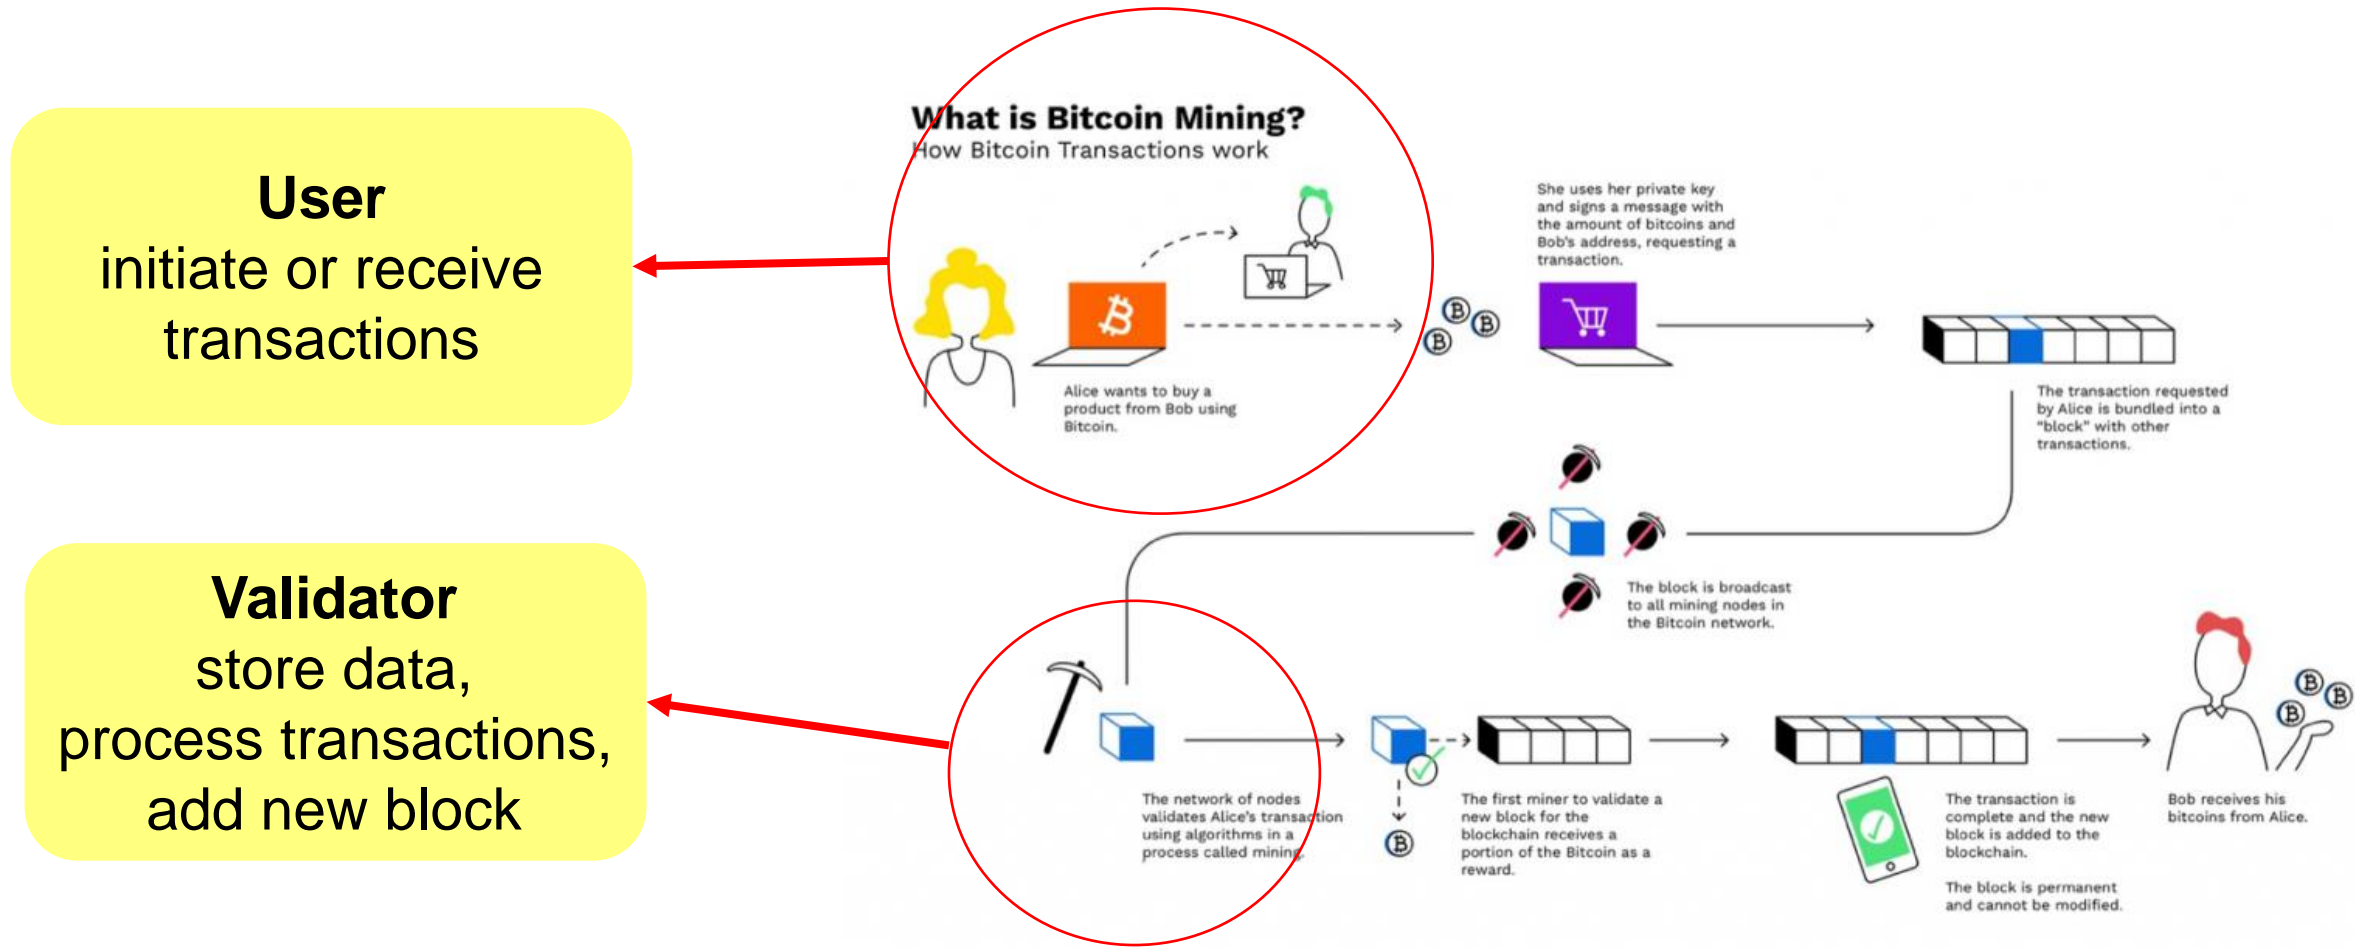 User
initiate or receive
transactions
Validator
store data,
process transactions,
add new block
What is Bitcoin Mining?
How Bitcoin Transactions work
Alice wants to buy a
product from Bob using
Bitcoin.
She uses her private key
and signs a message with
the amount of bitcoins and
Bob's address, requesting a
transaction.
The transaction requested
by Alice is bundled into a
"block" with other
transactions.
The block is broadcast
to all mining nodes in
the Bitcoin network.
The network of nodes
validates Alice's transaction
using algorithms in a
process called mining.
The first miner to validate a
new block for the
blockchain receives a
portion of the Bitcoin as a
reward.
The transaction is
complete and the new
block is added to the
blockchain.
The block is permanent
and cannot be modified.
Bob receives his
bitcoins from Alice.